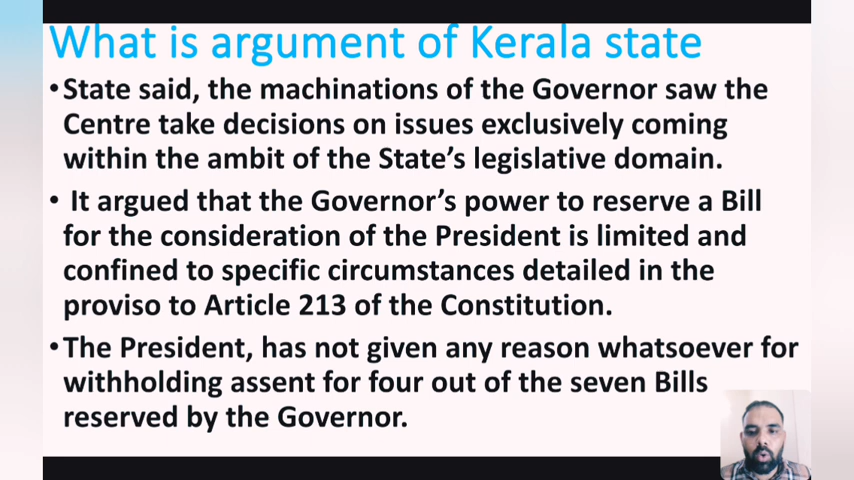 What is argument of Kerala state
•State said, the machinations of the Governor saw the
Centre take decisions on issues exclusively coming
within the ambit of the State's legislative domain.
• It argued that the Governor's power to reserve a Bill
for the consideration of the President is limited and
confined to specific circumstances detailed in the
proviso to Article 213 of the Constitution.
•The President, has not given any reason whatsoever for
withholding assent for four out of the seven Bills
reserved by the Governor.